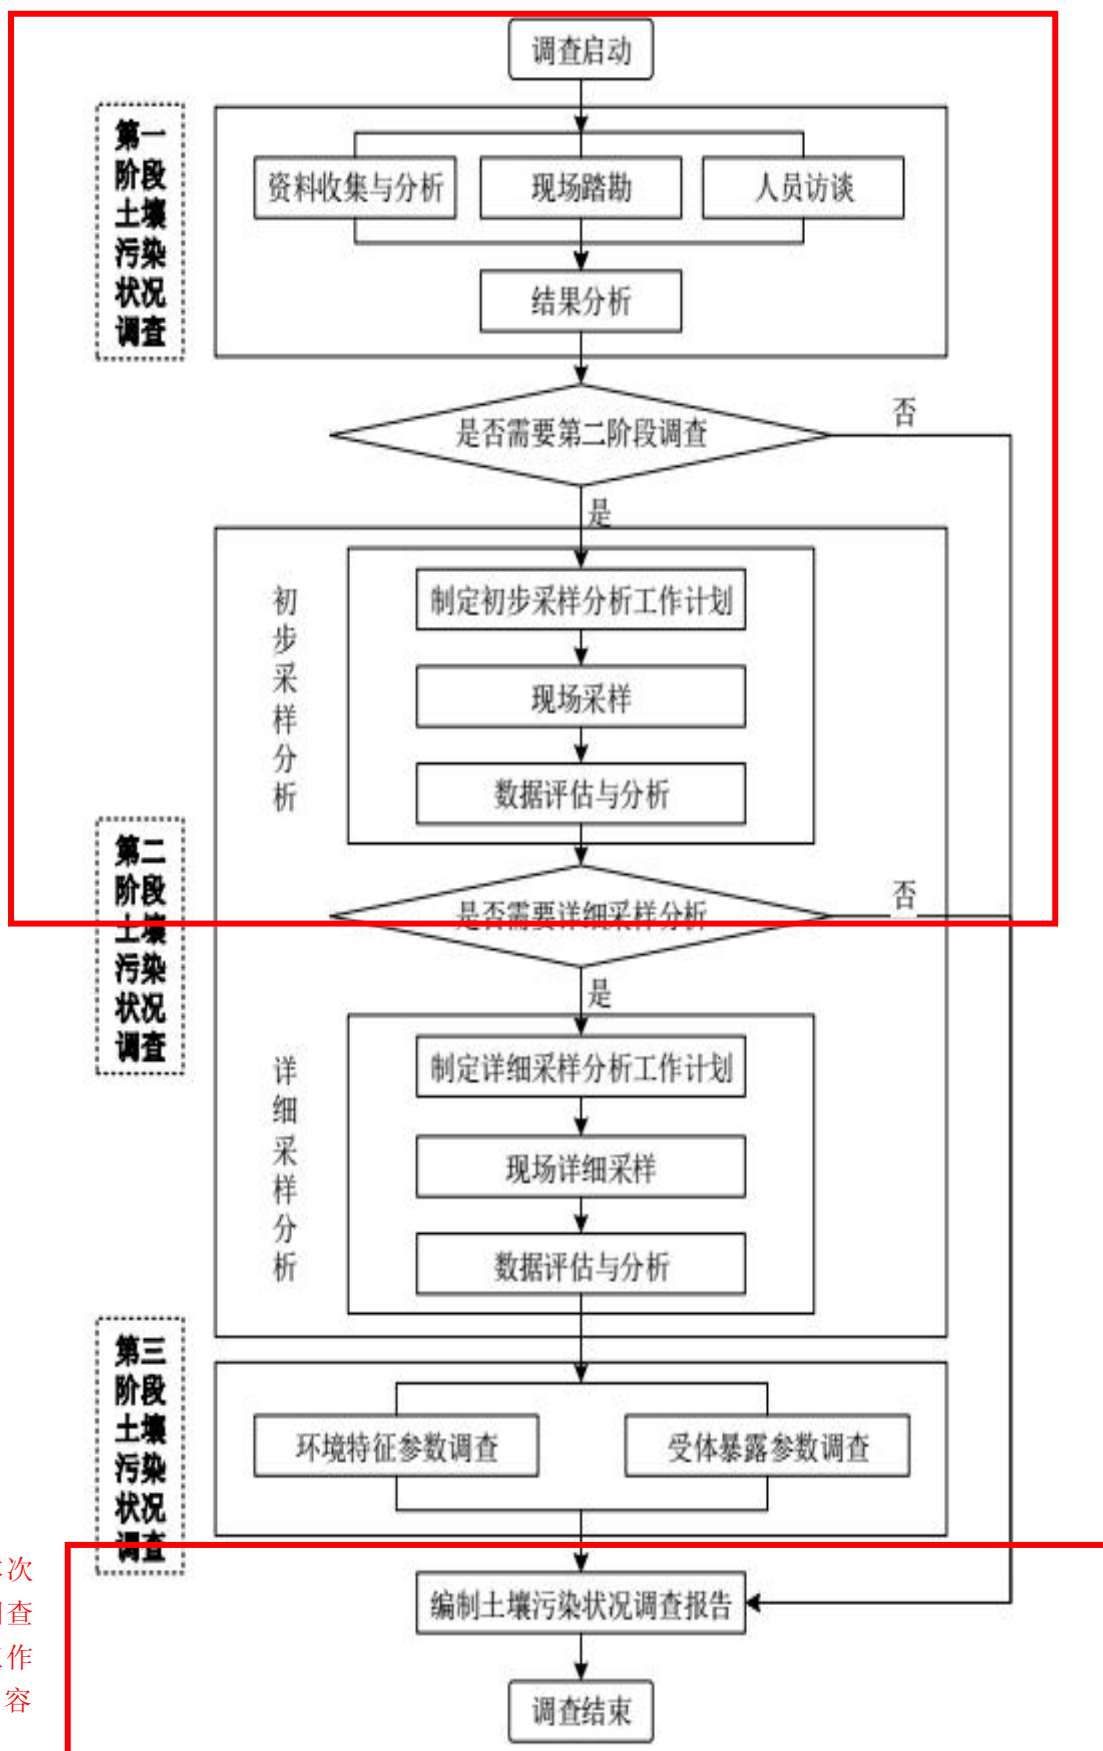 调查启动
第一
阶段
土壤
污染
状况
调查
资料收集与分析
现场踏勘
人员访谈
结果分析
是否需要第二阶段调查
否
是
初
步
采
样
分
析
制定初步采样分析工作计划
现场采样
数据评估与分析
第二
阶段
土壤
污染
状况
调查
是否需要详细采样分析
否
是
详
细
采
样
分
析
制定详细采样分析工作计划
现场详细采样
数据评估与分析
第三
阶段
土壤
污染
状况
调查
环境特征参数调查
受体暴露参数调查
次
查
作
容
编制土壤污染状况调查报告
调查结束